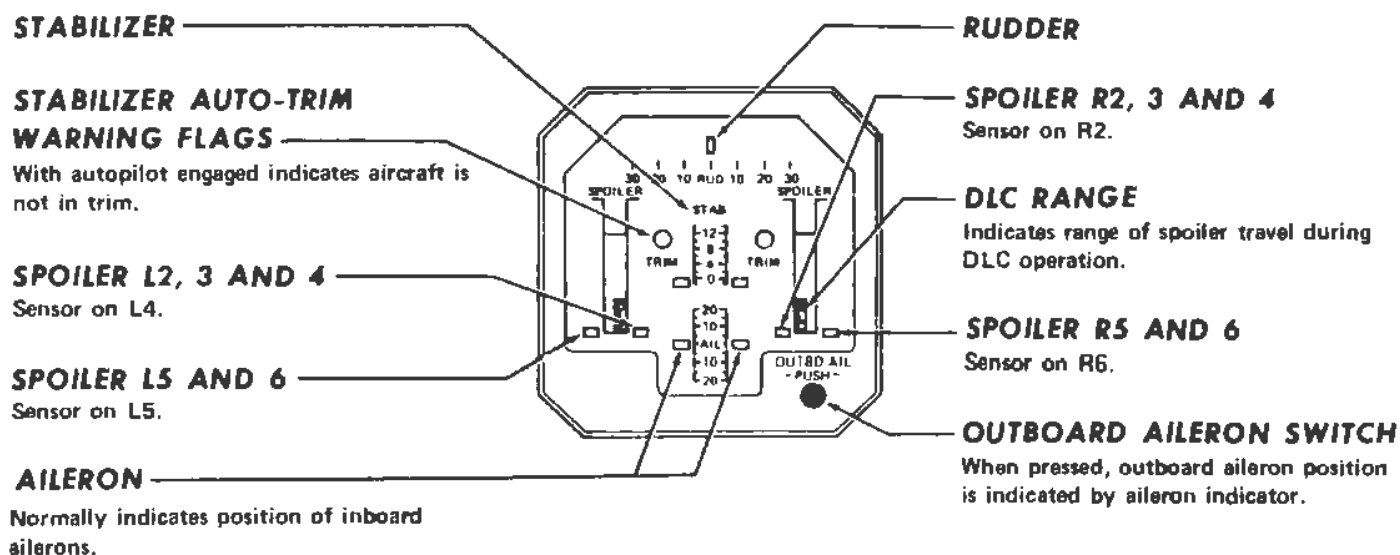 STABILIZER
STABILIZER AUTO-TRIM
WARNING FLAGS
With autopilot engaged indicates aircraft is
not in trim.
SPOILER L2, 3 AND 4
Sensor on L4.
SPOILER L5 AND 6
Sensor on L5.
AILERON
Normally indicates position of inboard
ailerons.
30 20 10 RUD 10 20 30
SPOILER SPOILER
STAB
12
8
4
0
TRIM TRIM
20
10
AIL
10
20
OUTBD AIL
-PUSH-
RUDDER
SPOILER R2, 3 AND 4
Sensor on R2.
DLC RANGE
Indicates range of spoiler travel during
DLC operation.
SPOILER R5 AND 6
Sensor on R6.
OUTBOARD AILERON SWITCH
When pressed, outboard aileron position
is indicated by aileron indicator.